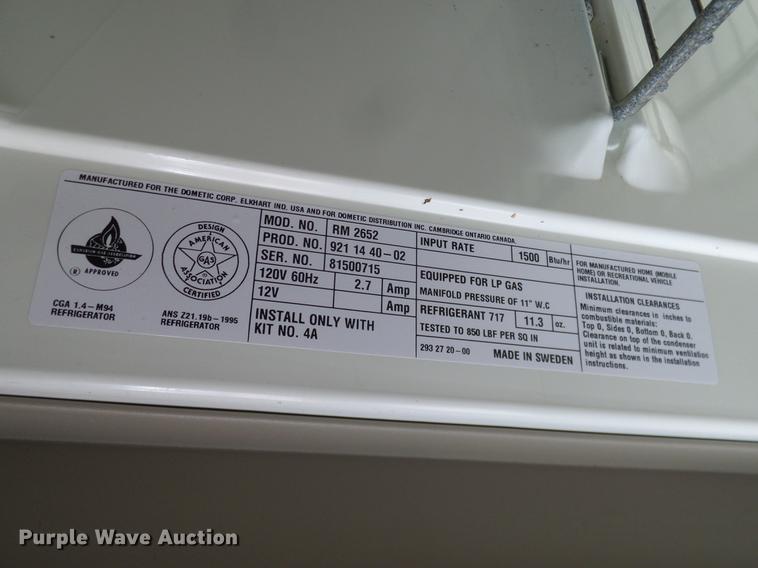 MANUFACTURED FOR THE DOMETIC CORP. ELKHART IND. USA AND FOR DOMETIC DISTRIBUTION INC. CAMBRIDGE ONTARIO CANADA.
CANADIAN GAS ASSOCIATION
® APPROVED
CGA 1.4-M94
REFRIGERATOR
DESIGN
AMERICAN
GAS
ASSOCIATION
CERTIFIED
ANS Z21.19b-1995
REFRIGERATOR
MOD. NO. RM 2652
PROD. NO. 921 14 40-02
SER. NO. 81500715
120V 60Hz 2.7 Amp
12V Amp
INSTALL ONLY WITH
KIT NO. 4A
INPUT RATE 1500 Btu/hr
EQUIPPED FOR LP GAS
MANIFOLD PRESSURE OF 11" W.C
REFRIGERANT 717 11.3 oz.
TESTED TO 850 LBF PER SQ IN
293 27 20-00 MADE IN SWEDEN
FOR MANUFACTURED HOME (MOBILE
HOME) OR RECREATIONAL VEHICLE
INSTALLATION.
INSTALLATION CLEARANCES
Minimum clearances in inches to
combustible materials:
Top 0, Sides 0, Bottom 0, Back 0.
Clearance on top of the condenser
unit is related to minimum ventilation
height as shown in the installation
instructions.
Purple Wave Auction